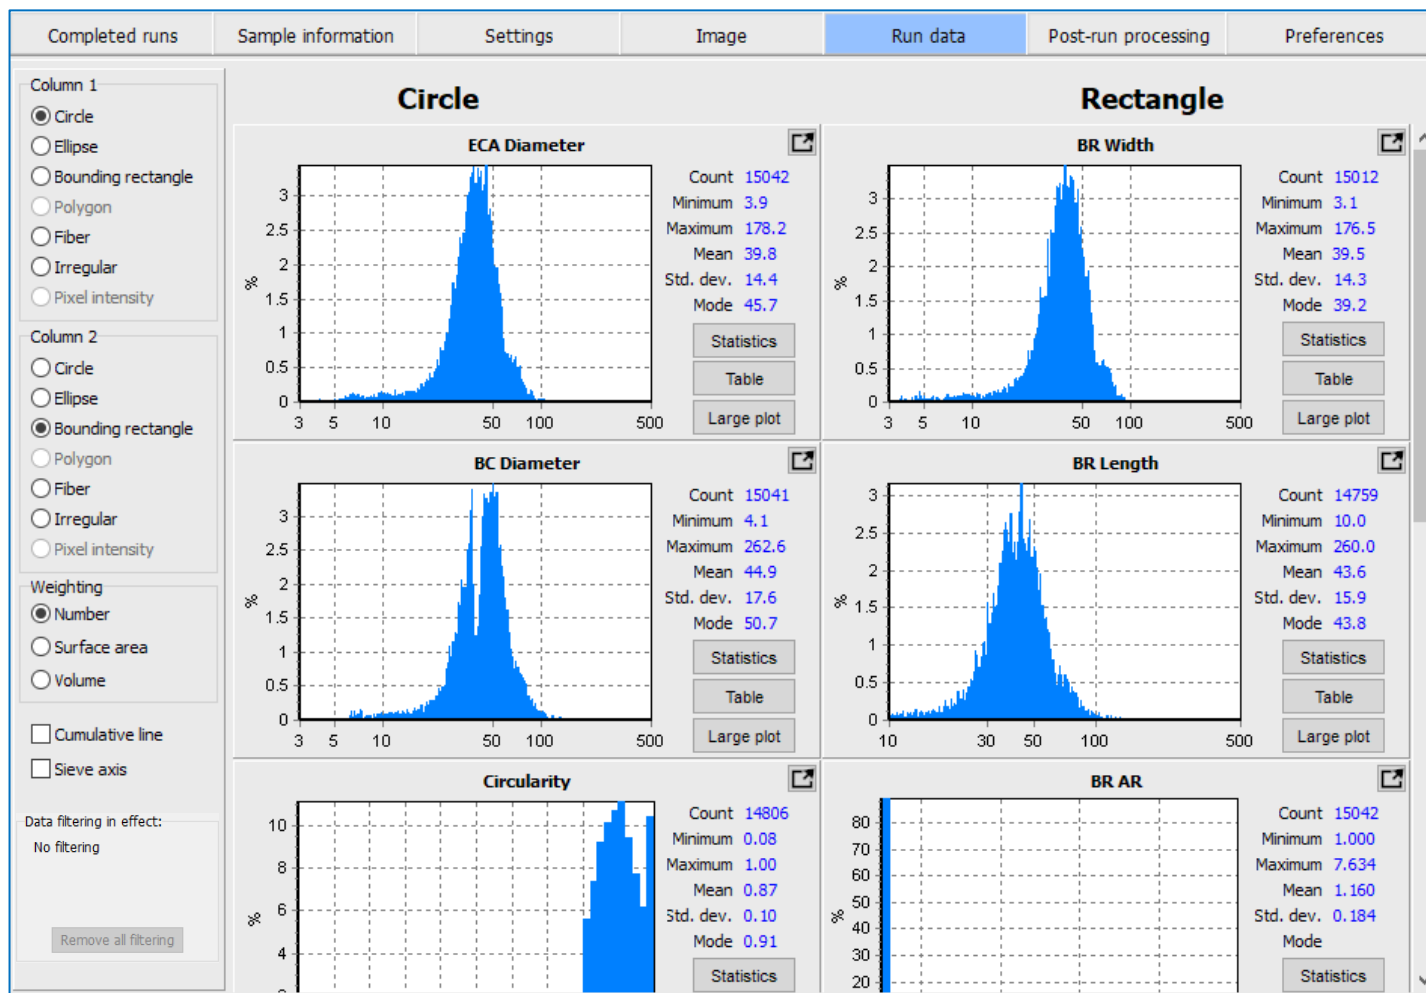 Completed runs
Sample information
Settings
Image
Run data
Post-run processing
Preferences
Column 1
Circle
Ellipse
Bounding rectangle
Polygon
Fiber
Irregular
Pixel intensity
Column 2
Circle
Ellipse
Bounding rectangle
Polygon
Fiber
Irregular
Pixel intensity
Weighting
Number
Surface area
Volume
Cumulative line
Sieve axis
Data filtering in effect:
No filtering
Remove all filtering
Circle
ECA Diameter
%
3
2.5
2
1.5
1
0.5
0
3 5 10 50 100 500
Count 15042
Minimum 3.9
Maximum 178.2
Mean 39.8
Std. dev. 14.4
Mode 45.7
Statistics
Table
Large plot
BC Diameter
%
3
2.5
2
1.5
1
0.5
0
3 5 10 50 100 500
Count 15041
Minimum 4.1
Maximum 262.6
Mean 44.9
Std. dev. 17.6
Mode 50.7
Statistics
Table
Large plot
Circularity
%
10
8
6
4
Count 14806
Minimum 0.08
Maximum 1.00
Mean 0.87
Std. dev. 0.10
Mode 0.91
Statistics
Rectangle
BR Width
%
3
2.5
2
1.5
1
0.5
0
3 5 10 50 100 500
Count 15012
Minimum 3.1
Maximum 176.5
Mean 39.5
Std. dev. 14.3
Mode 39.2
Statistics
Table
Large plot
BR Length
%
3
2.5
2
1.5
1
0.5
0
10 30 50 100 500
Count 14759
Minimum 10.0
Maximum 260.0
Mean 43.6
Std. dev. 15.9
Mode 43.8
Statistics
Table
Large plot
BR AR
%
80
70
60
50
40
30
20
Count 15042
Minimum 1.000
Maximum 7.634
Mean 1.160
Std. dev. 0.184
Mode
Statistics